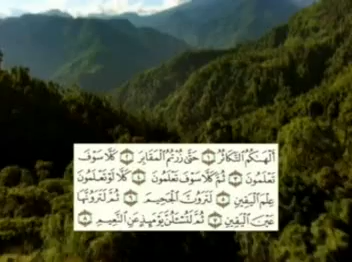 أَلْهَىٰكُمُ ٱلتَّكَاثُرُ ۝١ حَتَّىٰ زُرْتُمُ ٱلْمَقَابِرَ ۝٢ كَلَّا سَوْفَ
تَعْلَمُونَ ۝٣ ثُمَّ كَلَّا سَوْفَ تَعْلَمُونَ ۝٤ كَلَّا لَوْ تَعْلَمُونَ
عِلْمَ ٱلْيَقِينِ ۝٥ لَتَرَوُنَّ ٱلْجَحِيمَ ۝٦ ثُمَّ لَتَرَوُنَّهَا
عَيْنَ ٱلْيَقِينِ ۝٧ ثُمَّ لَتُسْـَٔلُنَّ يَوْمَئِذٍ عَنِ ٱلنَّعِيمِ ۝٨